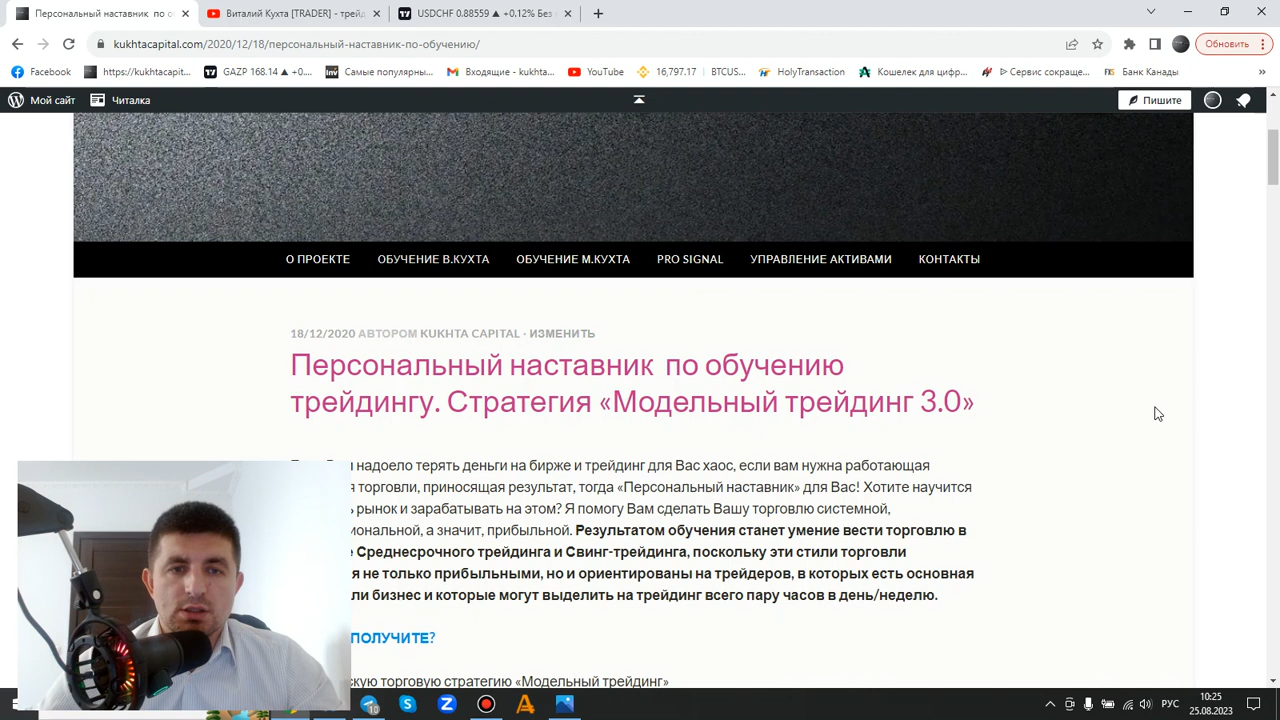 Персональный наставник по о
Виталий Кухта [TRADER] – трейд
USDCHF 0.88559 ▲ +0.12% Без
kukhtacapital.com/2020/12/18/персональный-наставник-по-обучению/
Обновить
Facebook
https://kukhtacapit...
GAZP 168.14 ▲ +0....
Самые популярны...
Входящие - kukhta...
YouTube
16,797.17 | BTCUS...
HolyTransaction
Кошелек для цифр...
Сервис сокраще...
Банк Канады
»
Мой сайт
Читалка
Пишите
О ПРОЕКТЕ
ОБУЧЕНИЕ В.КУХТА
ОБУЧЕНИЕ М.КУХТА
PRO SIGNAL
УПРАВЛЕНИЕ АКТИВАМИ
КОНТАКТЫ
18/12/2020 АВТОРОМ KUKHTA CAPITAL · ИЗМЕНИТЬ
Персональный наставник по обучению
трейдингу. Стратегия «Модельный трейдинг 3.0»
надоело терять деньги на бирже и трейдинг для Вас хаос, если вам нужна работающая
я торговли, приносящая результат, тогда «Персональный наставник» для Вас! Хотите научится
рынок и зарабатывать на этом? Я помогу Вам сделать Вашу торговлю системной,
иональной, а значит, прибыльной. Результатом обучения станет умение вести торговлю в
е Среднесрочного трейдинга и Свинг-трейдинга, поскольку эти стили торговли
я не только прибыльными, но и ориентированы на трейдеров, в которых есть основная
ли бизнес и которые могут выделить на трейдинг всего пару часов в день/неделю.
ПОЛУЧИТЕ?
скую торговую стратегию «Модельный трейдинг»
РУС
10:25
25.08.2023